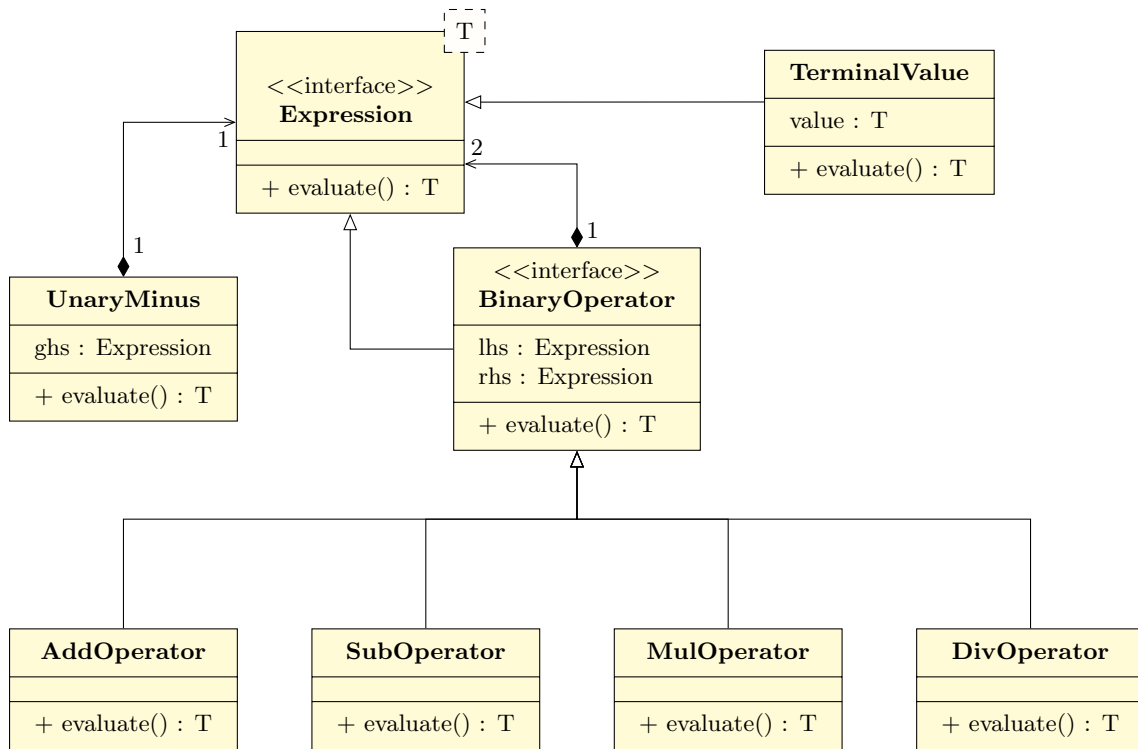 T
<<interface>>
Expression
+ evaluate() : T
TerminalValue
value : T
+ evaluate() : T
1
2
1
1
UnaryMinus
ghs : Expression
+ evaluate() : T
<<interface>>
BinaryOperator
lhs : Expression
rhs : Expression
+ evaluate() : T
AddOperator
+ evaluate() : T
SubOperator
+ evaluate() : T
MulOperator
+ evaluate() : T
DivOperator
+ evaluate() : T